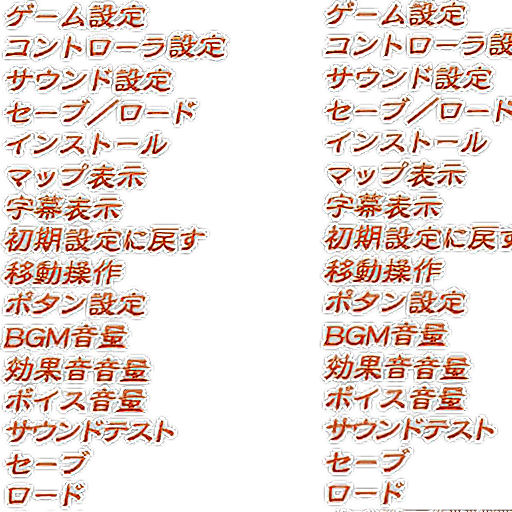 ゲーム設定
コントローラ設定
サウンド設定
セーブ／ロード
インストール
マップ表示
字幕表示
初期設定に戻す
移動操作
ボタン設定
BGM音量
効果音音量
ボイス音量
サウンドテスト
セーブ
ロード
ゲーム設定
コントローラ設
サウンド設定
セーブ／ロード
インストール
マップ表示
字幕表示
初期設定に戻す
移動操作
ボタン設定
BGM音量
効果音音量
ボイス音量
サウンドテスト
セーブ
ロード